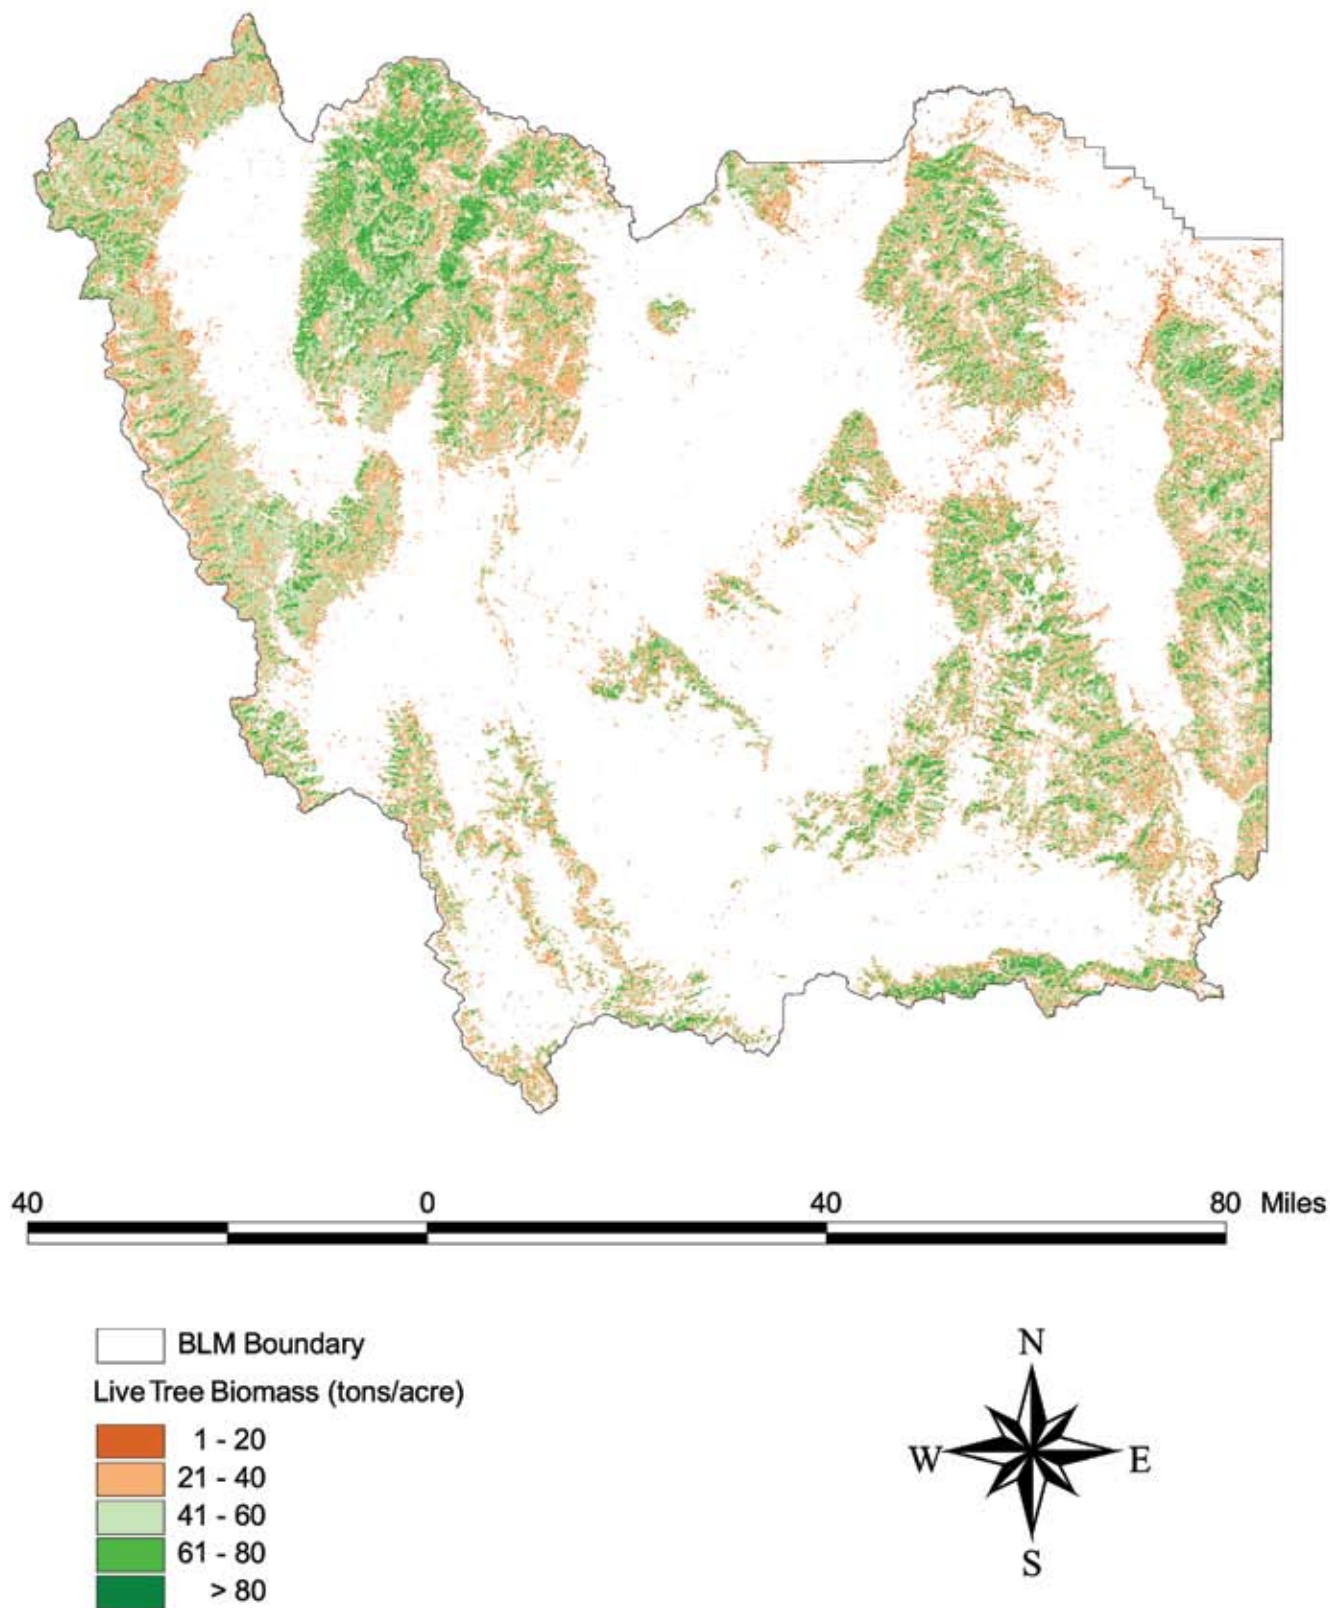 40 0 40 80 Miles
BLM Boundary
Live Tree Biomass (tons/acre)
1 - 20
21 - 40
41 - 60
61 - 80
> 80
N
W E
S